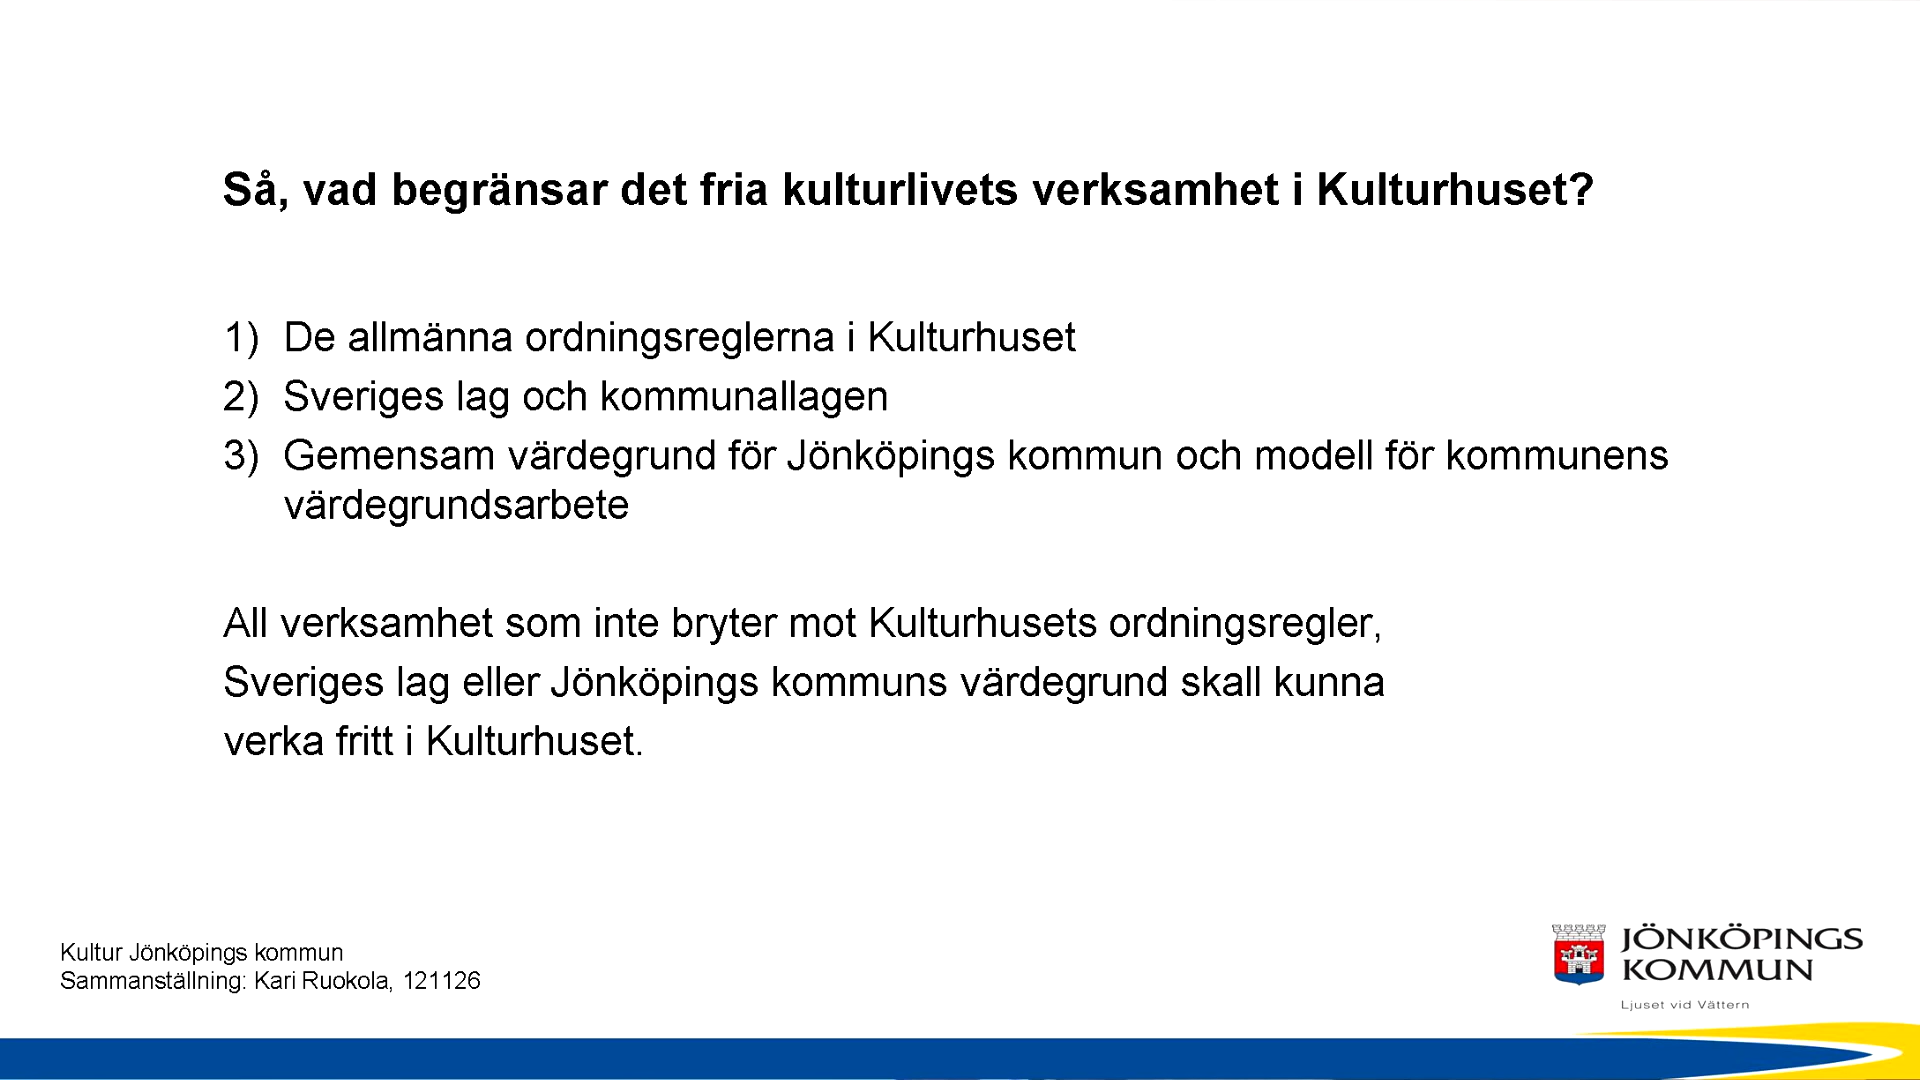 Så, vad begränsar det fria kulturlivets verksamhet i Kulturhuset?
1) De allmänna ordningsreglerna i Kulturhuset
2) Sveriges lag och kommunallagen
3) Gemensam värdegrund för Jönköpings kommun och modell för kommunens
värdegrundsarbete
All verksamhet som inte bryter mot Kulturhusets ordningsregler,
Sveriges lag eller Jönköpings kommuns värdegrund skall kunna
verka fritt i Kulturhuset.
Kultur Jönköpings kommun
Sammanställning: Kari Ruokola, 121126
JÖNKÖPINGS
KOMMUN
Ljuset vid Vättern